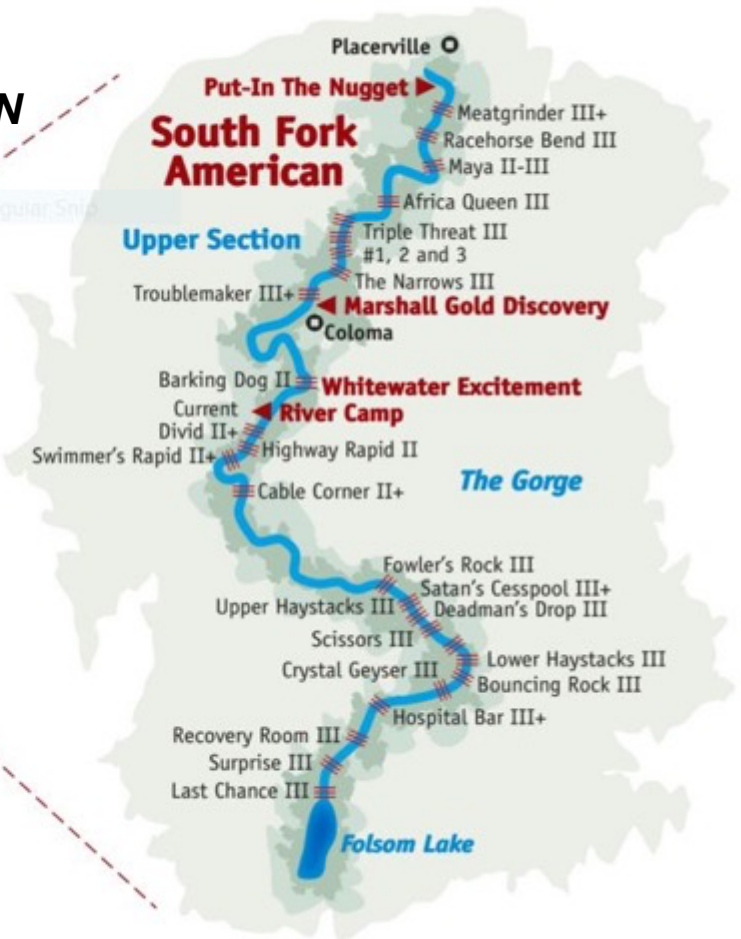 Placerville
N
Put-In The Nugget
Meatgrinder III+
South Fork
American
Racehorse Bend III
Maya II-III
Africa Queen III
Upper Section
Triple Threat III
#1, 2 and 3
The Narrows III
Troublemaker III+
Marshall Gold Discovery
Coloma
Barking Dog II
Whitewater Excitement
River Camp
Current
Divid II+
Highway Rapid II
Swimmer's Rapid II+
The Gorge
Cable Corner II+
Fowler's Rock III
Satan's Cesspool III+
Upper Haystacks III
Deadman's Drop III
Scissors III
Lower Haystacks III
Crystal Geyser III
Bouncing Rock III
Hospital Bar III+
Recovery Room III
Surprise III
Last Chance III
Folsom Lake